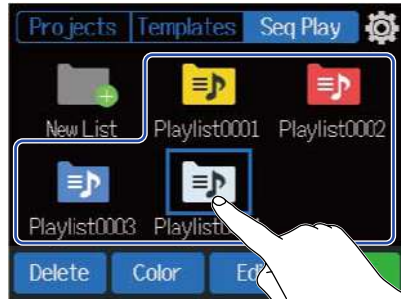 Projects Templates Seq Play
New List Playlist0001 Playlist0002
Playlist0003
Delete Color